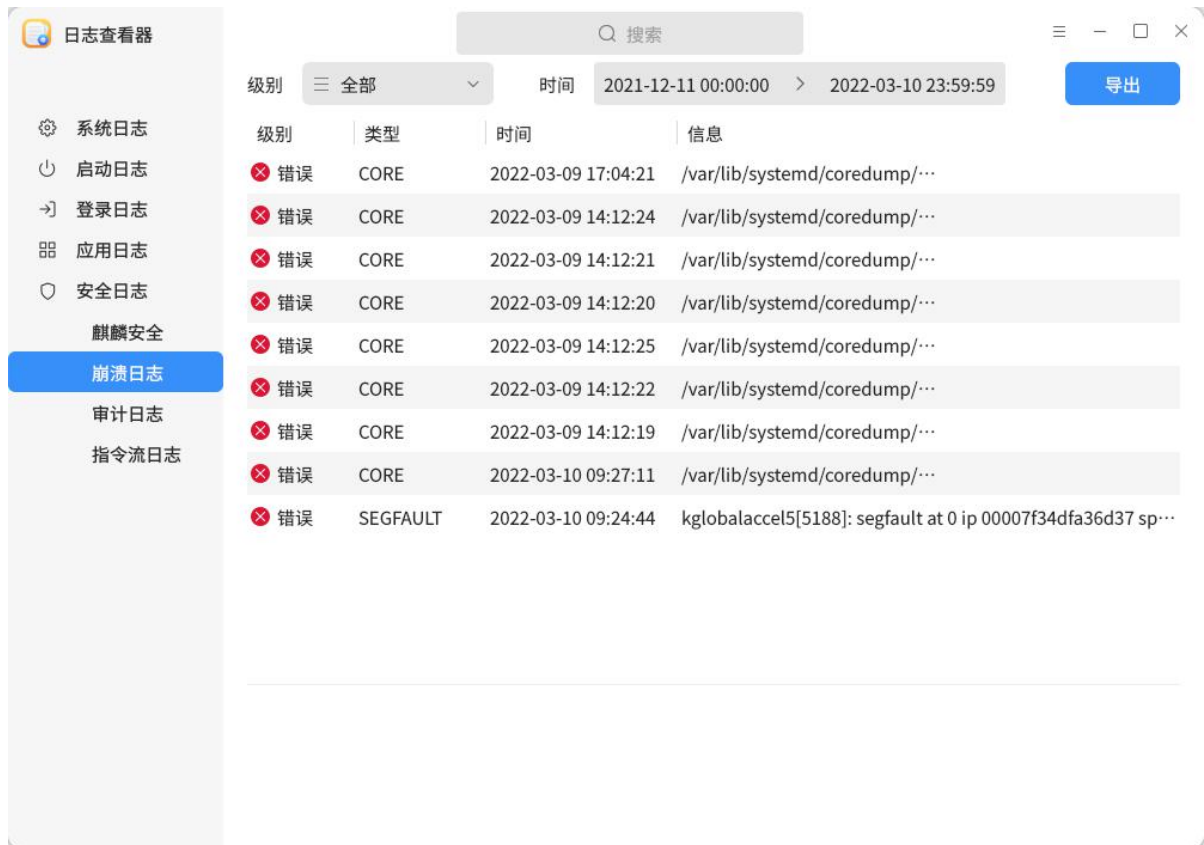 日志查看器
搜索
级别 全部 时间 2021-12-11 00:00:00 > 2022-03-10 23:59:59 导出
系统日志
启动日志
登录日志
应用日志
安全日志
麒麟安全
崩溃日志
审计日志
指令流日志
级别 类型 时间 信息
错误 CORE 2022-03-09 17:04:21 /var/lib/systemd/coredump/…
错误 CORE 2022-03-09 14:12:24 /var/lib/systemd/coredump/…
错误 CORE 2022-03-09 14:12:21 /var/lib/systemd/coredump/…
错误 CORE 2022-03-09 14:12:20 /var/lib/systemd/coredump/…
错误 CORE 2022-03-09 14:12:25 /var/lib/systemd/coredump/…
错误 CORE 2022-03-09 14:12:22 /var/lib/systemd/coredump/…
错误 CORE 2022-03-09 14:12:19 /var/lib/systemd/coredump/…
错误 CORE 2022-03-10 09:27:11 /var/lib/systemd/coredump/…
错误 SEGFAULT 2022-03-10 09:24:44 kglobalaccel5[5188]: segfault at 0 ip 00007f34dfa36d37 sp…